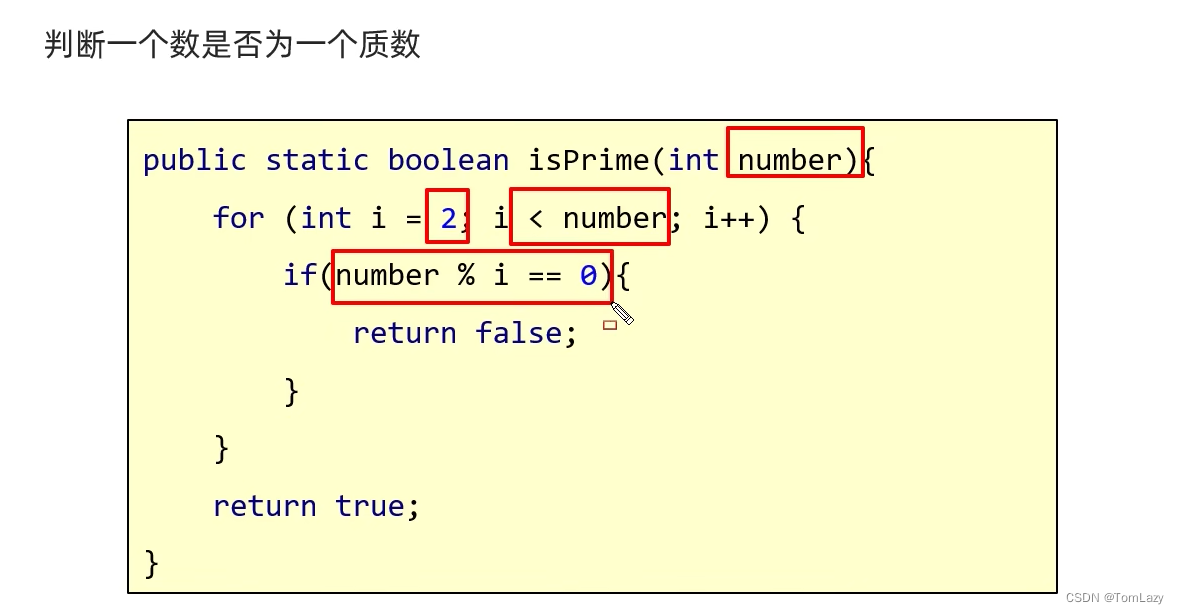 判断一个数是否为一个质数
public static boolean isPrime(int number){
for (int i = 2; i < number; i++) {
if(number % i == 0){
return false;
}
}
return true;
}
CSDN @TomLazy